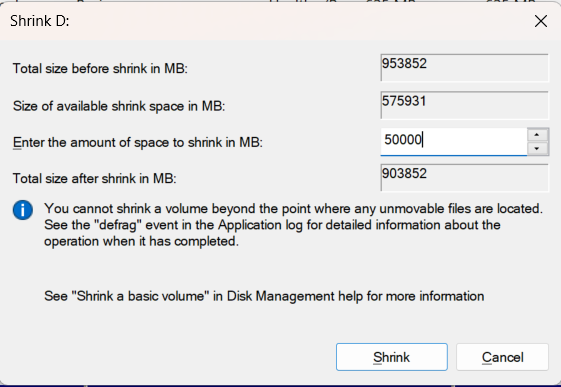 Shrink D:
Total size before shrink in MB: 953852
Size of available shrink space in MB: 575931
Enter the amount of space to shrink in MB: 50000
Total size after shrink in MB: 903852
You cannot shrink a volume beyond the point where any unmovable files are located.
See the "defrag" event in the Application log for detailed information about the
operation when it has completed.
See "Shrink a basic volume" in Disk Management help for more information
Shrink Cancel